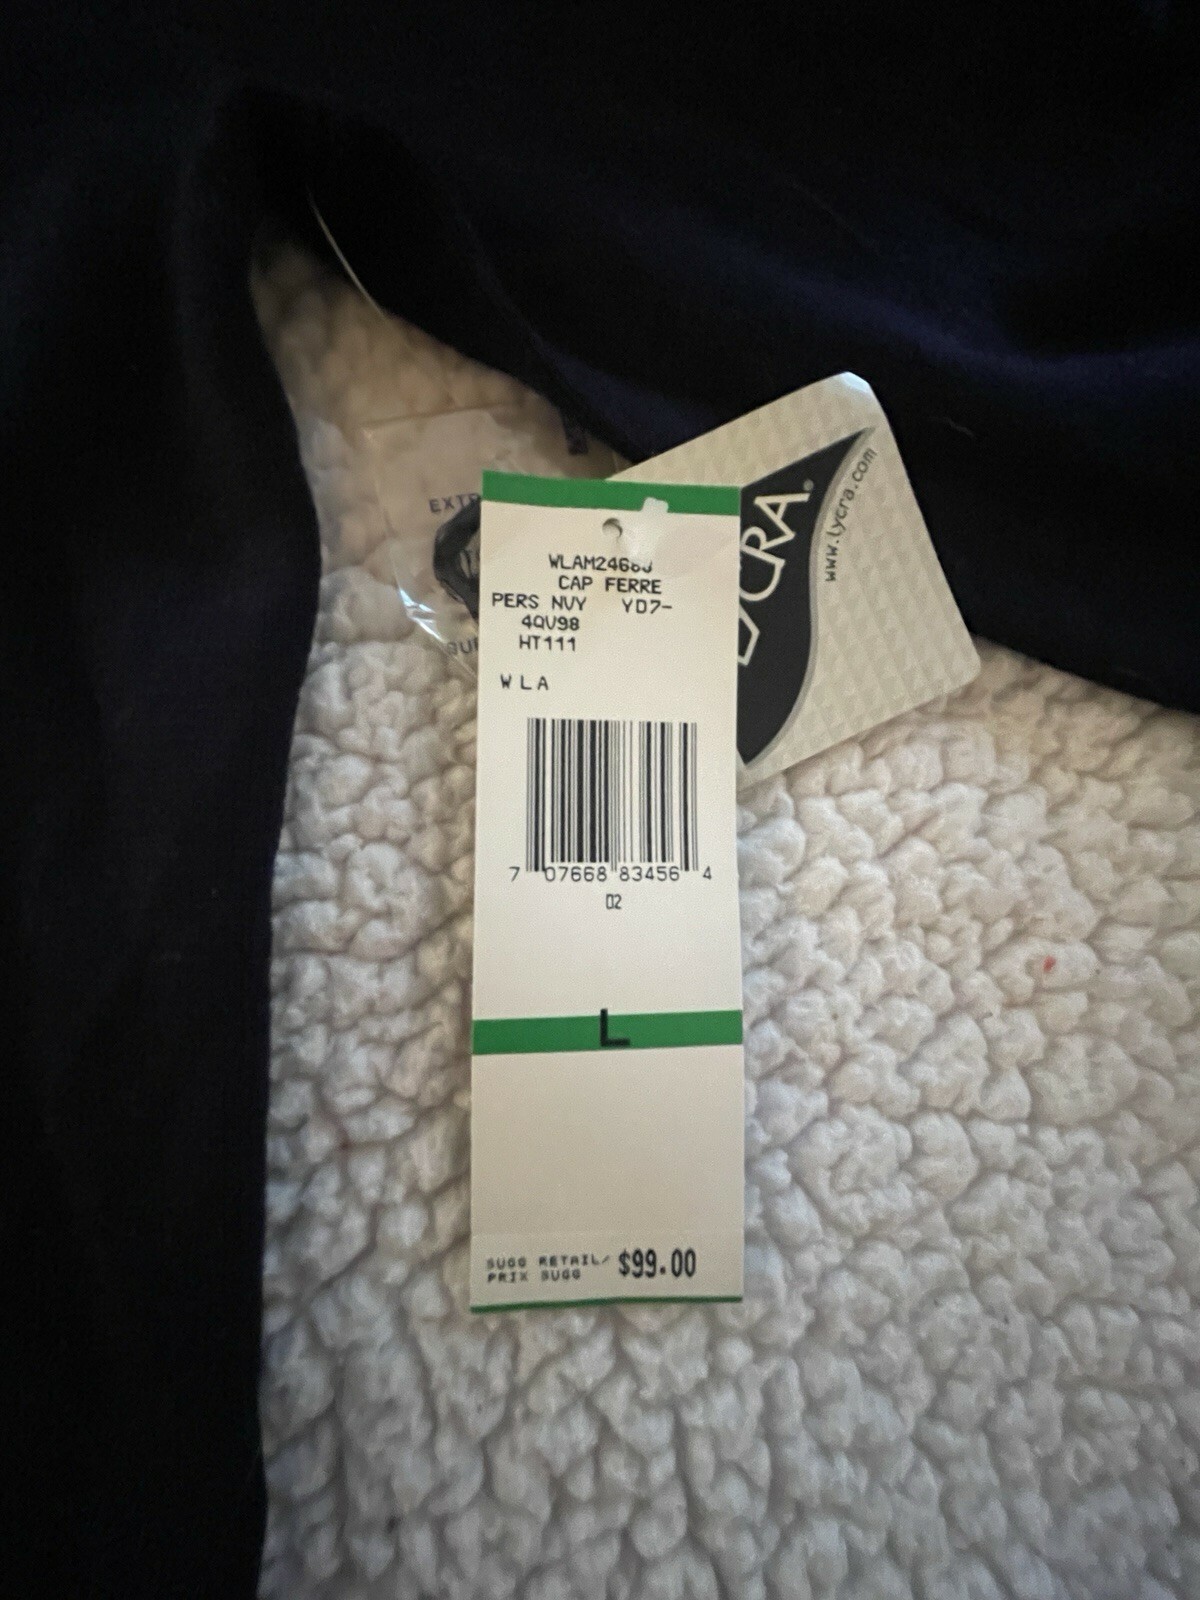 CAP FERRE
PERS NVY YD7-
4QV98
HT111
WLA
7 07668 83456 4
02
L
SUGG RETAIL/ $99.00
PRIX SUGG
LYCRA®
www.lycra.com